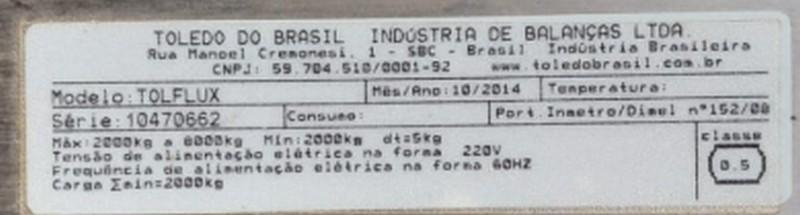 TOLEDO DO BRASIL INDÚSTRIA DE BALANÇAS LTDA.
Rua Manoel Cremonesi, 1 - SBC - Brasil Indústria Brasileira
CNPJ: 59.704.510/0001-92 www.toledobrasil.com.br
Modelo: TOLFLUX Mês/Ano: 10/2014 Temperatura:
Série: 10470662 Consumo: Port. Inmetro/Dimel nº 152/08
Máx: 2000kg a 8000kg Min: 2000kg dt=5kg classe
Tensão de alimentação elétrica na forma 220V
Frequência de alimentação elétrica na forma 60HZ 0.5
Carga Σmin=2000kg